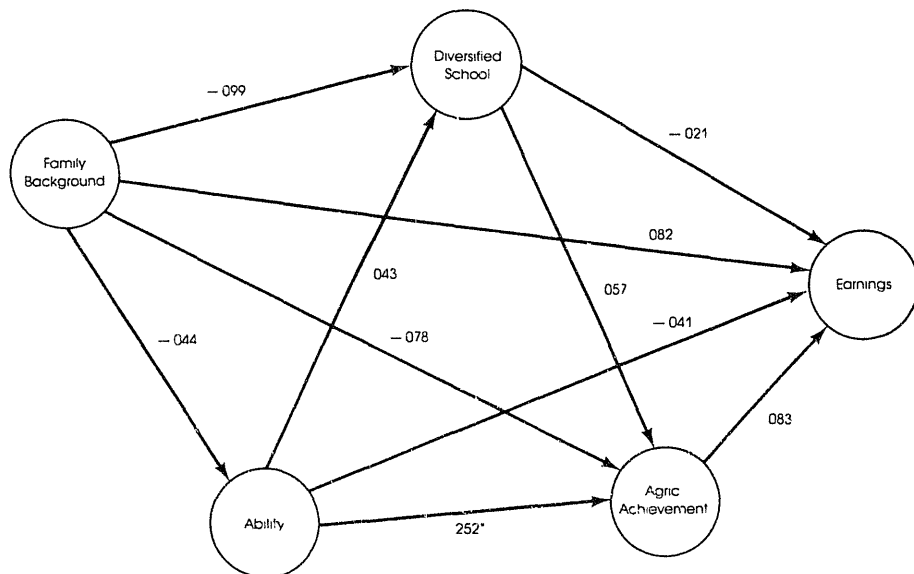 Diversified
School
— 099
— 021
Family
Background
082
Earnings
043
057
— 041
— 044
— 078
083
Agric
Achievement
Ability
252*